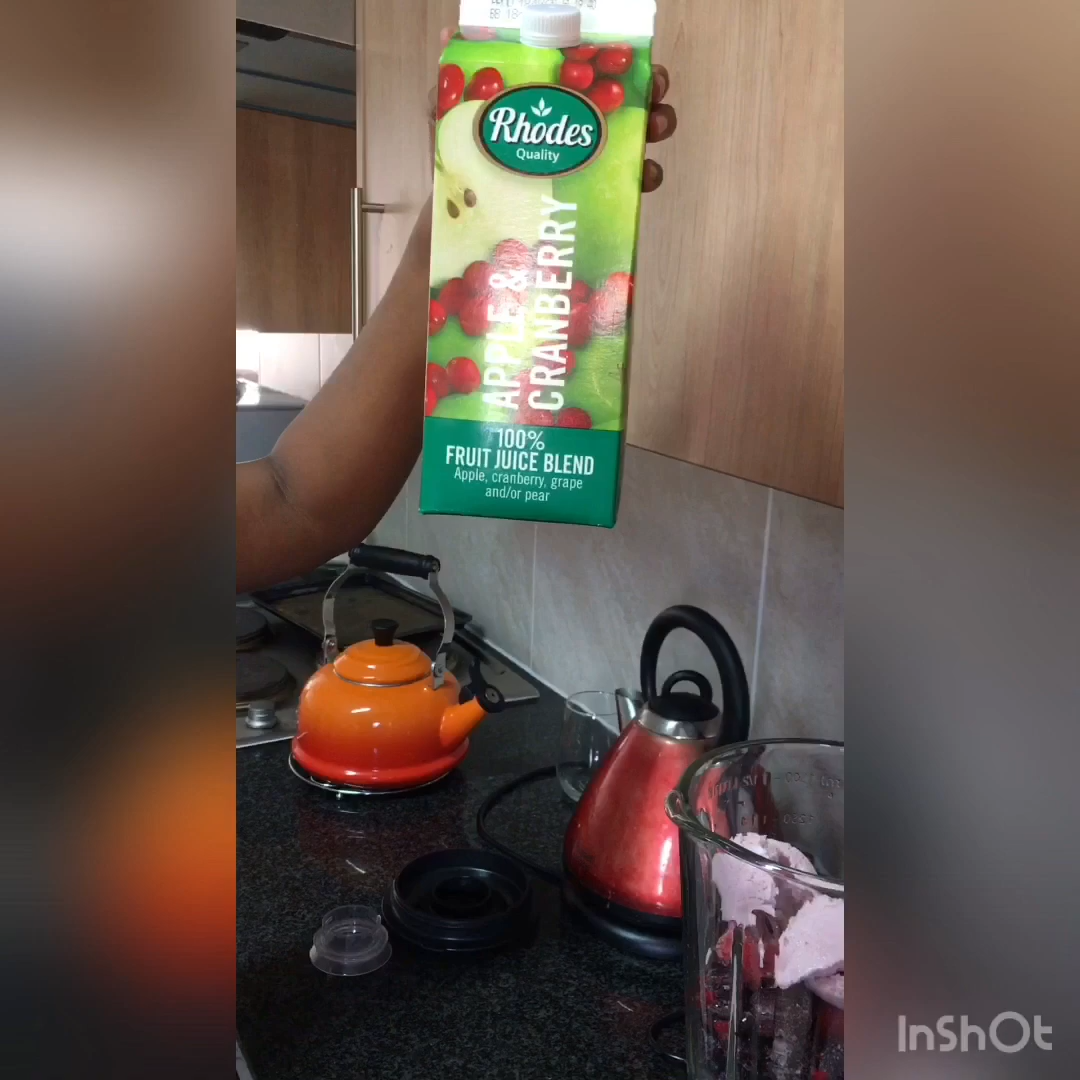 Rhodes
Quality
APPLE &
CRANBERRY
100%
FRUIT JUICE BLEND
Apple, cranberry, grape
and/or pear
InShOt